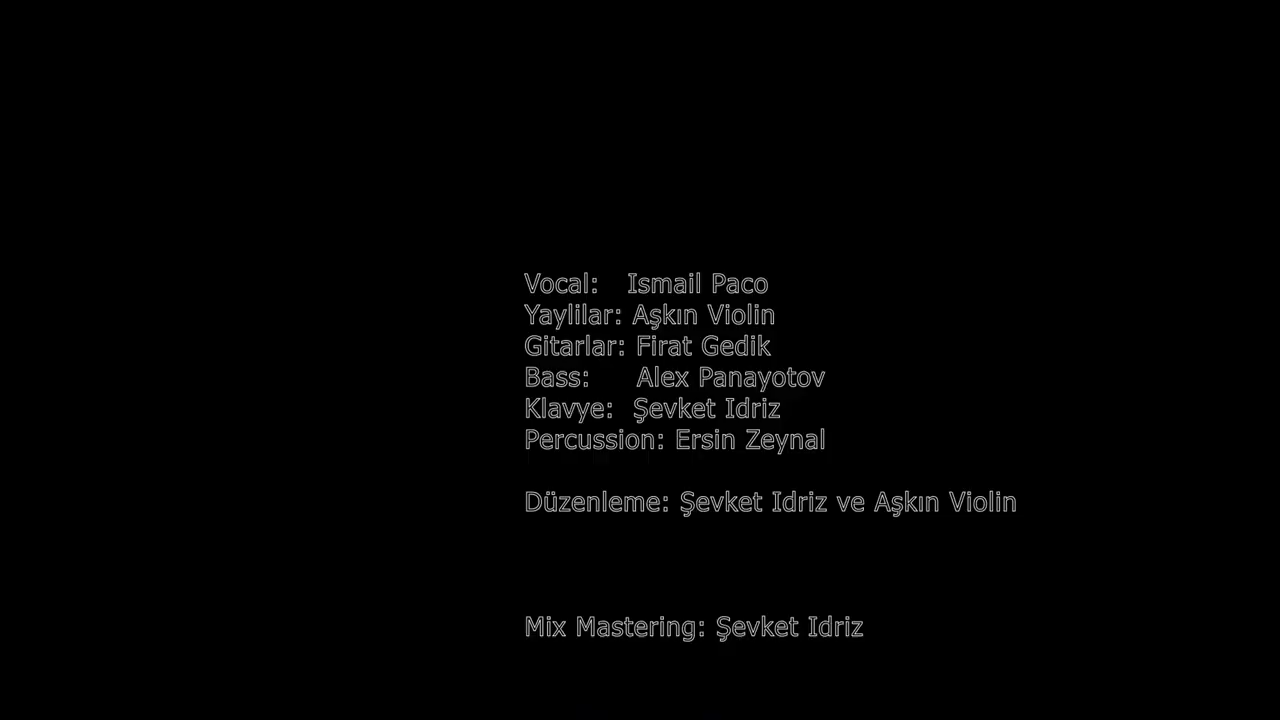 Vocal: Ismail Paco
Yaylilar: Aşkın Violin
Gitarlar: Firat Gedik
Bass: Alex Panayotov
Klavye: Şevket Idriz
Percussion: Ersin Zeynal
Düzenleme: Şevket Idriz ve Aşkın Violin
Mix Mastering: Şevket Idriz